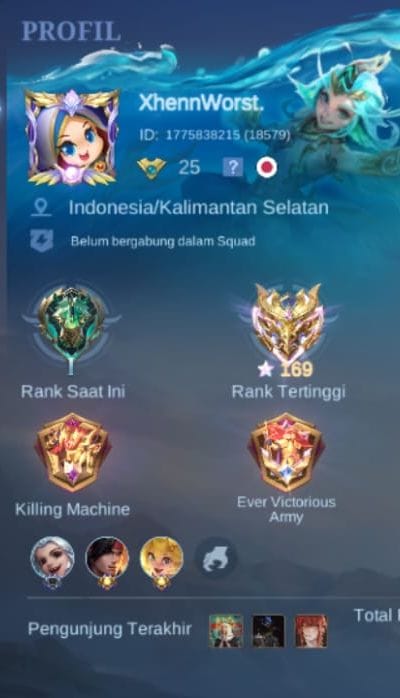 PROFIL
XhennWorst.
ID: 1775838215 (18579)
25 ?
Indonesia/Kalimantan Selatan
Belum bergabung dalam Squad
169
Rank Saat Ini Rank Tertinggi
Killing Machine Ever Victorious
Army
Pengunjung Terakhir Total